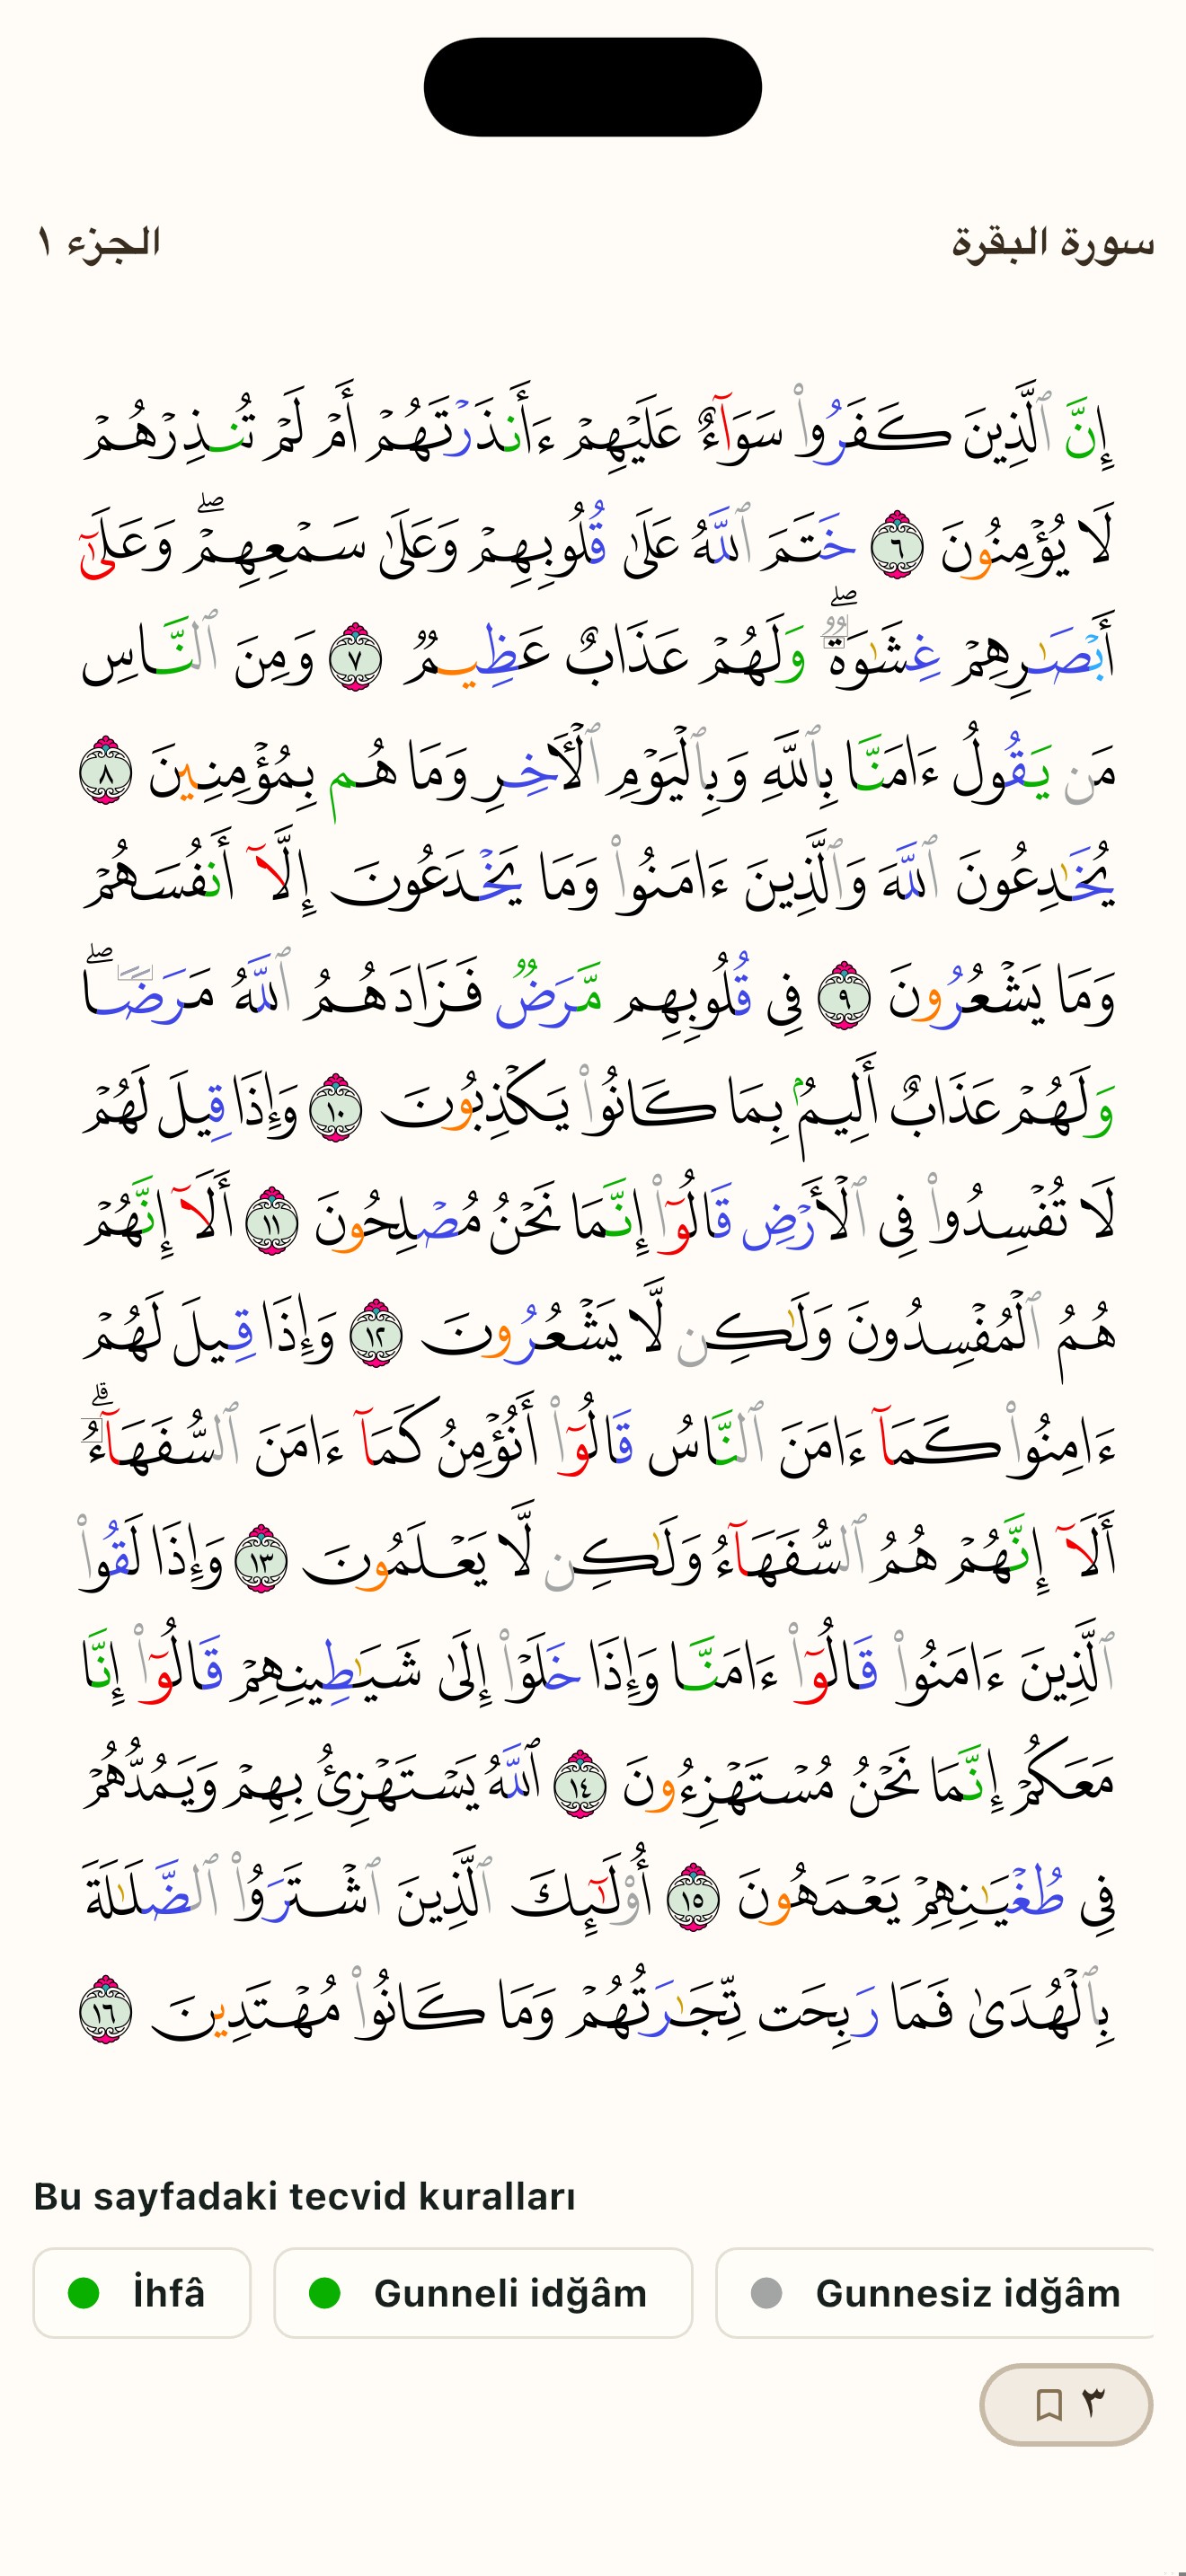 سورة البقرة
الجزء ١
إِنَّ ٱلَّذِينَ كَفَرُوا۟ سَوَآءٌ عَلَيْهِمْ ءَأَنذَرْتَهُمْ أَمْ لَمْ تُنذِرْهُمْ
لَا يُؤْمِنُونَ ٦ خَتَمَ ٱللَّهُ عَلَىٰ قُلُوبِهِمْ وَعَلَىٰ سَمْعِهِمْ ۖ وَعَلَىٰٓ
أَبْصَـٰرِهِمْ غِشَـٰوَةٌ ۖ وَلَهُمْ عَذَابٌ عَظِيمٌ ٧ وَمِنَ ٱلنَّاسِ
مَن يَقُولُ ءَامَنَّا بِٱللَّهِ وَبِٱلْيَوْمِ ٱلْـَٔاخِرِ وَمَا هُم بِمُؤْمِنِينَ ٨
يُخَـٰدِعُونَ ٱللَّهَ وَٱلَّذِينَ ءَامَنُوا۟ وَمَا يَخْدَعُونَ إِلَّآ أَنفُسَهُمْ
وَمَا يَشْعُرُونَ ٩ فِى قُلُوبِهِم مَّرَضٌ فَزَادَهُمُ ٱللَّهُ مَرَضًا ۖ
وَلَهُمْ عَذَابٌ أَلِيمٌۢ بِمَا كَانُوا۟ يَكْذِبُونَ ١٠ وَإِذَا قِيلَ لَهُمْ
لَا تُفْسِدُوا۟ فِى ٱلْأَرْضِ قَالُوٓا۟ إِنَّمَا نَحْنُ مُصْلِحُونَ ١١ أَلَآ إِنَّهُمْ
هُمُ ٱلْمُفْسِدُونَ وَلَـٰكِن لَّا يَشْعُرُونَ ١٢ وَإِذَا قِيلَ لَهُمْ
ءَامِنُوا۟ كَمَآ ءَامَنَ ٱلنَّاسُ قَالُوٓا۟ أَنُؤْمِنُ كَمَآ ءَامَنَ ٱلسُّفَهَآءُ ۗ
أَلَآ إِنَّهُمْ هُمُ ٱلسُّفَهَآءُ وَلَـٰكِن لَّا يَعْلَمُونَ ١٣ وَإِذَا لَقُوا۟
ٱلَّذِينَ ءَامَنُوا۟ قَالُوٓا۟ ءَامَنَّا وَإِذَا خَلَوْا۟ إِلَىٰ شَيَـٰطِينِهِمْ قَالُوٓا۟ إِنَّا
مَعَكُمْ إِنَّمَا نَحْنُ مُسْتَهْزِءُونَ ١٤ ٱللَّهُ يَسْتَهْزِئُ بِهِمْ وَيَمُدُّهُمْ
فِى طُغْيَـٰنِهِمْ يَعْمَهُونَ ١٥ أُو۟لَـٰٓئِكَ ٱلَّذِينَ ٱشْتَرَوُا۟ ٱلضَّلَـٰلَةَ
بِٱلْهُدَىٰ فَمَا رَبِحَت تِّجَـٰرَتُهُمْ وَمَا كَانُوا۟ مُهْتَدِينَ ١٦
Bu sayfadaki tecvid kuralları
İhfâ
Gunneli idğâm
Gunnesiz idğâm
٣